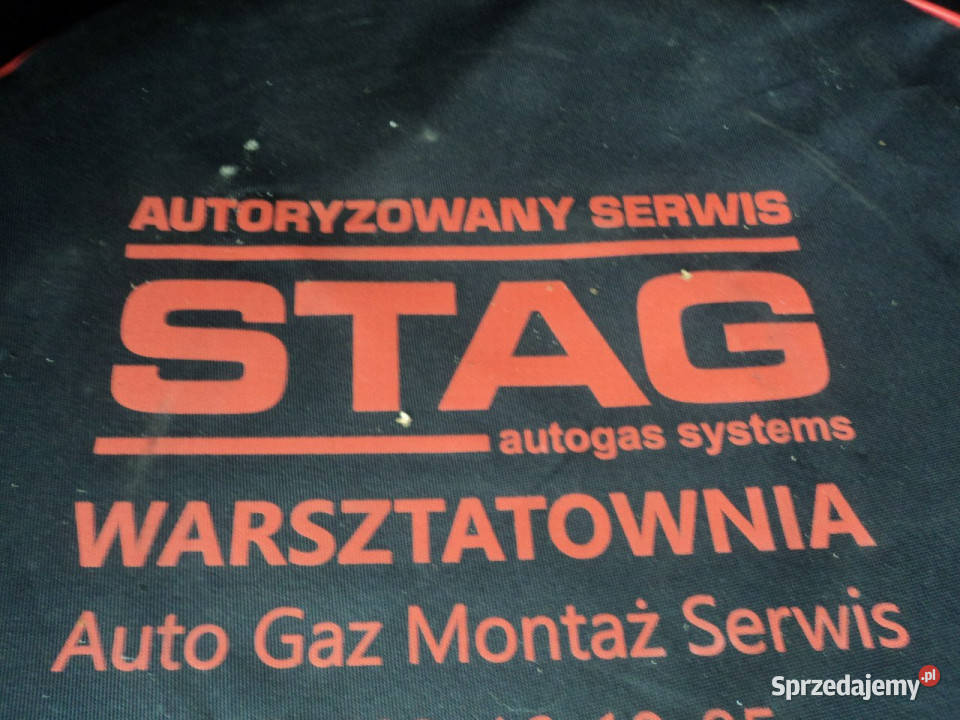 AUTORYZOWANY SERWIS
STAG
autogas systems
WARSZTATOWNIA
Auto Gaz Montaż Serwis
Sprzedajemy.pl